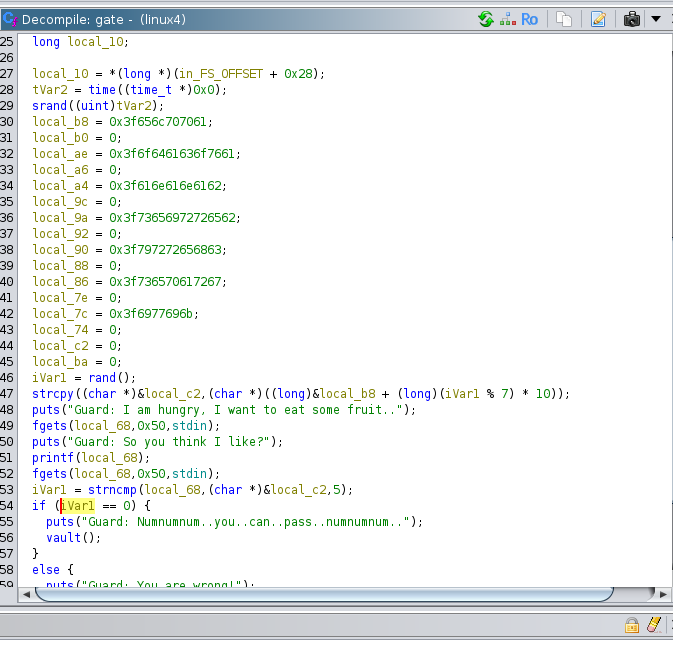 Decompile: gate - (linux4)
Ro
25 long local_10;
26
27 local_10 = *(long *)(in_FS_OFFSET + 0x28);
28 tVar2 = time((time_t *)0x0);
29 srand((uint)tVar2);
30 local_b8 = 0x3f656c707061;
31 local_b0 = 0;
32 local_ae = 0x3f6f6461636f7661;
33 local_a6 = 0;
34 local_a4 = 0x3f616e616e6162;
35 local_9c = 0;
36 local_9a = 0x3f73656972726562;
37 local_92 = 0;
38 local_90 = 0x3f797272656863;
39 local_88 = 0;
40 local_86 = 0x3f736570617267;
41 local_7e = 0;
42 local_7c = 0x3f6977696b;
43 local_74 = 0;
44 local_c2 = 0;
45 local_ba = 0;
46 iVar1 = rand();
47 strcpy((char *)&local_c2,(char *)((long)&local_b8 + (long)(iVar1 % 7) * 10));
48 puts("Guard: I am hungry, I want to eat some fruit..");
49 fgets(local_68,0x50,stdin);
50 puts("Guard: So you think I like?");
51 printf(local_68);
52 fgets(local_68,0x50,stdin);
53 iVar1 = strncmp(local_68,(char *)&local_c2,5);
54 if (iVar1 == 0) {
55 puts("Guard: Numnumnum..you..can..pass..numnumnum..");
56 vault();
57 }
58 else {
59 puts("Guard: You are wrong!");